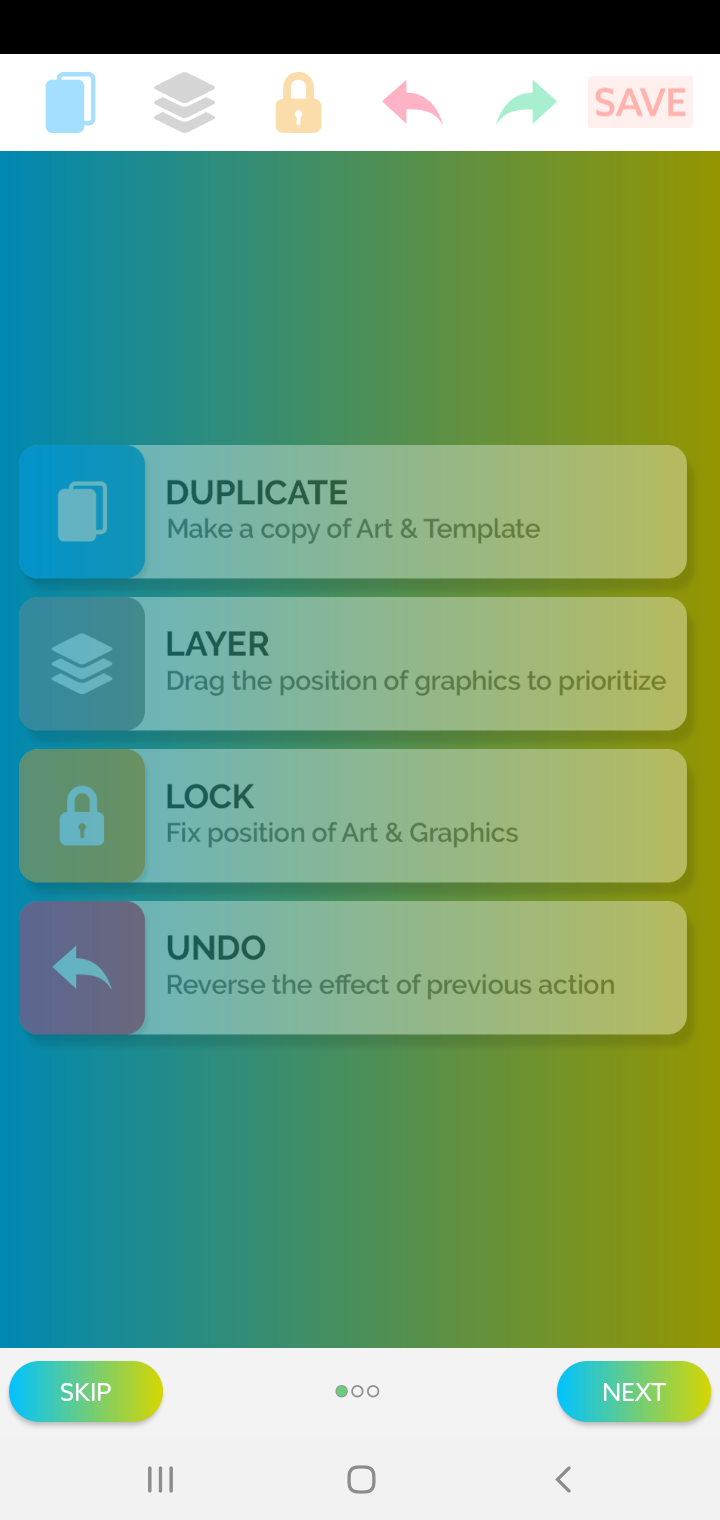 SAVE
DUPLICATE
Make a copy of Art & Template
LAYER
Drag the position of graphics to prioritize
LOCK
Fix position of Art & Graphics
UNDO
Reverse the effect of previous action
SKIP
NEXT